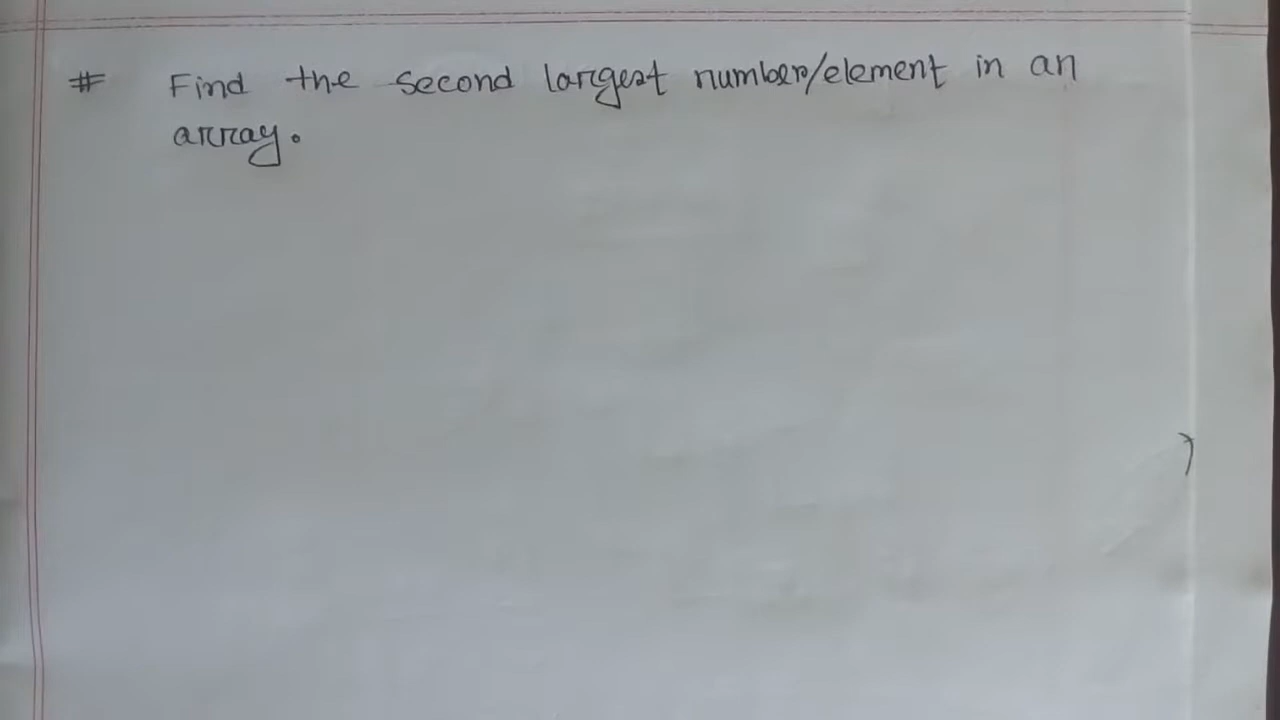 # Find the second largest number/element in an
array.
)